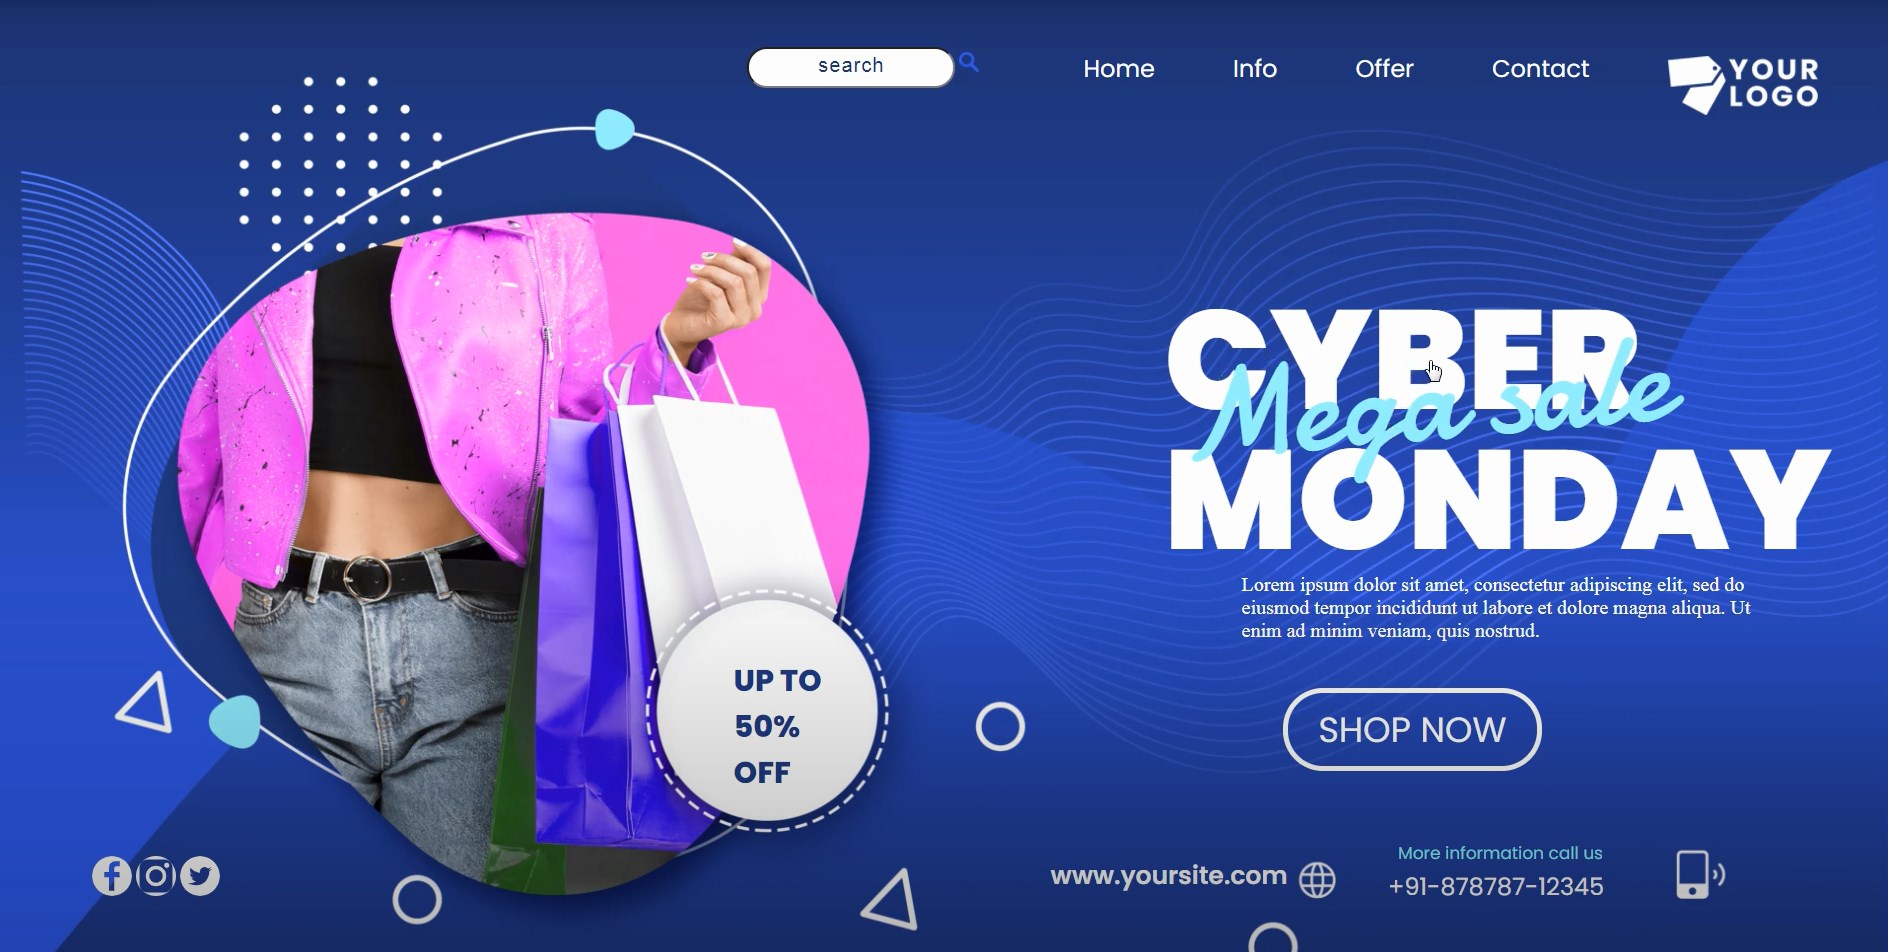 search
Home
Info
Offer
Contact
YOUR
LOGO
CYBER
Mega sale
MONDAY
Lorem ipsum dolor sit amet, consectetur adipiscing elit, sed do
eiusmod tempor incididunt ut labore et dolore magna aliqua. Ut
enim ad minim veniam, quis nostrud.
SHOP NOW
UP TO
50%
OFF
www.yoursite.com
More information call us
+91-878787-12345